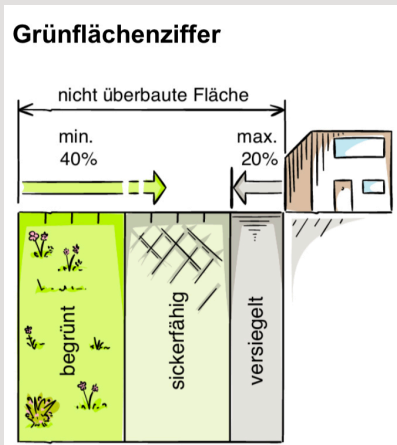 Grünflächenziffer
nicht überbaute Fläche
min.
40%
max.
20%
begrünt
sickerfähig
versiegelt